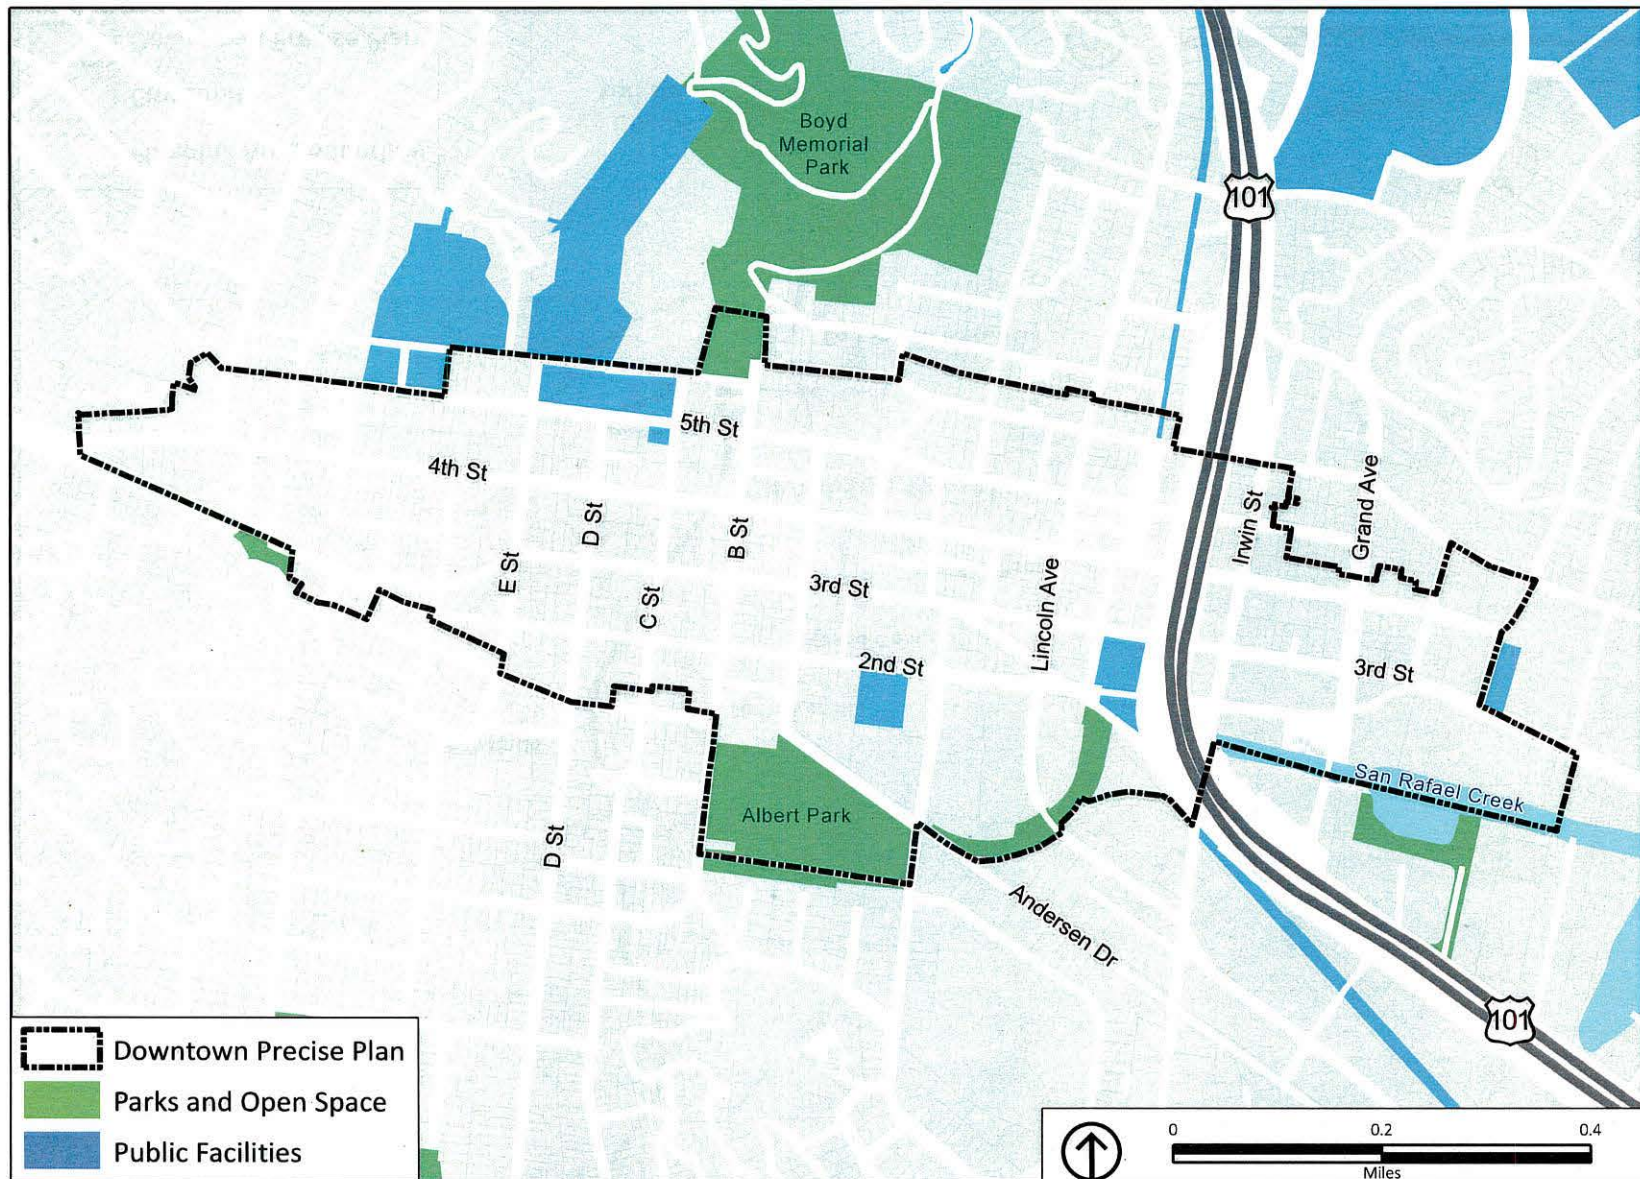 Boyd
Memorial
Park
101
5th St
4th St
D St
B St
E St
C St
3rd St
Lincoln Ave
Irwin St
Grand Ave
2nd St
3rd St
San Rafael Creek
Albert Park
D St
Andersen Dr
101
Downtown Precise Plan
Parks and Open Space
Public Facilities
0 0.2 0.4
Miles